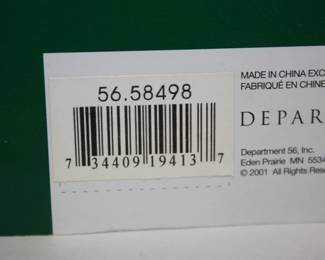 56.58498
7 34409 19413 7
MADE IN CHINA EXC
FABRIQUÉ EN CHINE
DEPAR
Department 56, Inc.
Eden Prairie MN 5534
© 2001 All Rights Rese